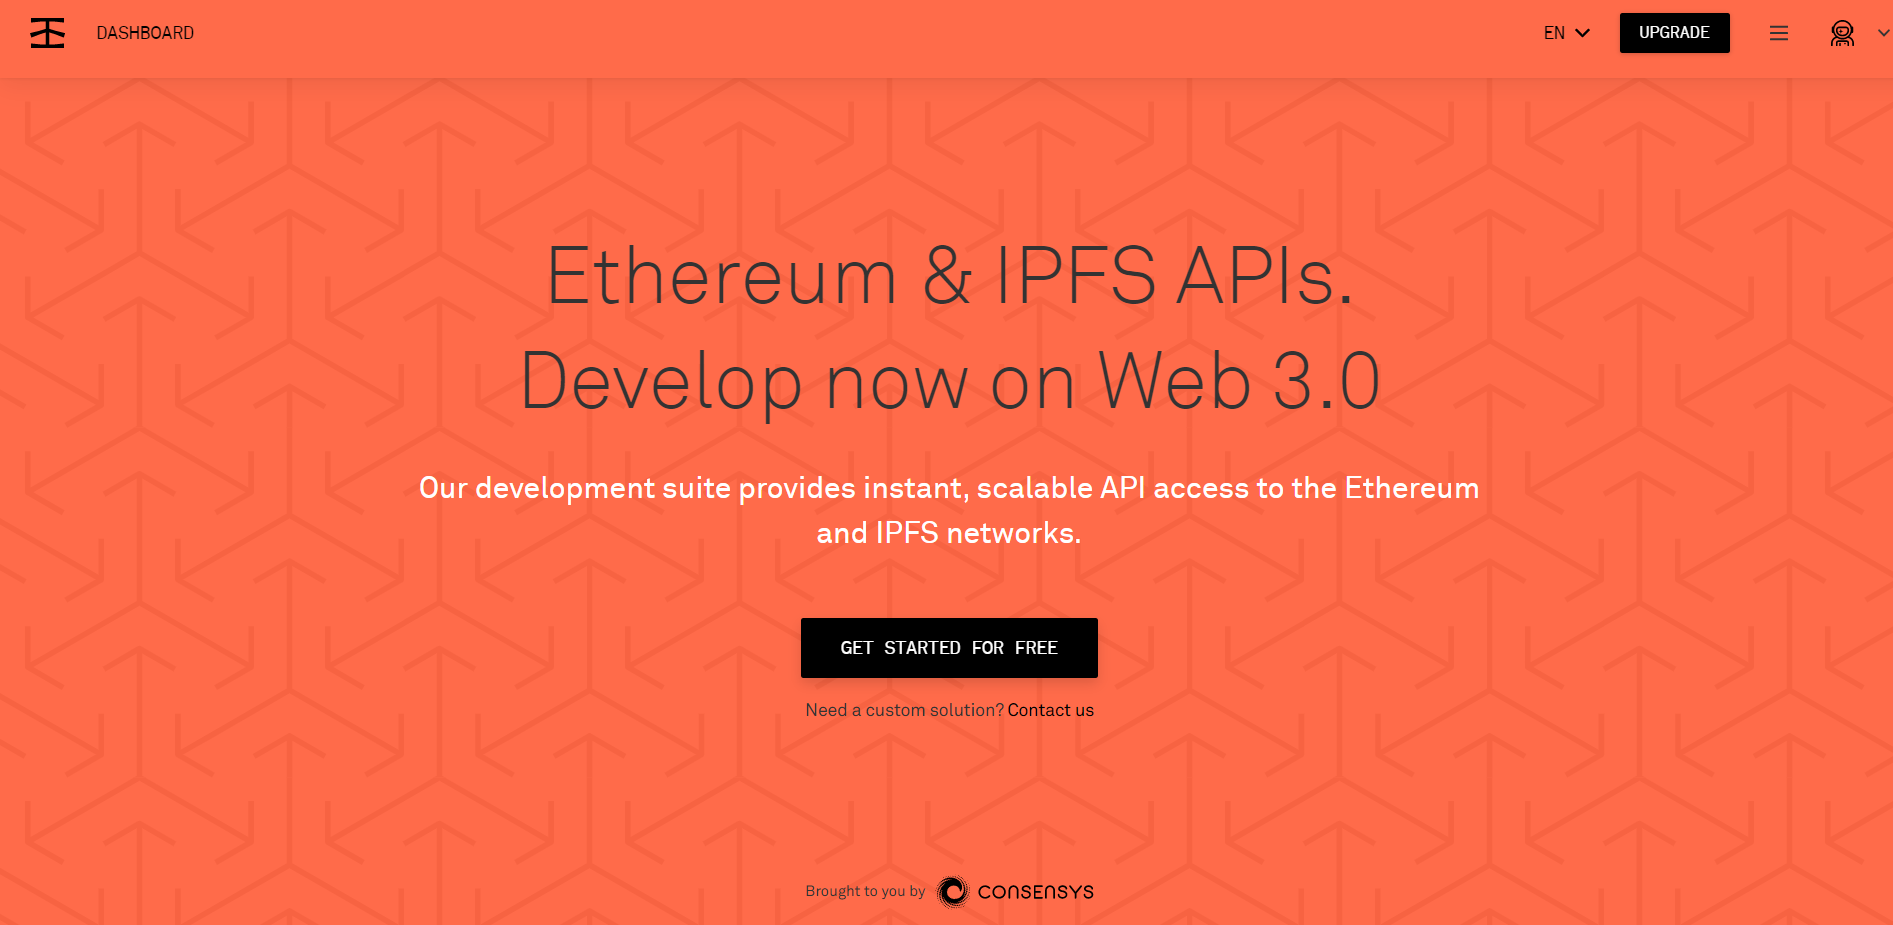 DASHBOARD
EN
UPGRADE
Ethereum & IPFS APIs.
Develop now on Web 3.0
Our development suite provides instant, scalable API access to the Ethereum
and IPFS networks.
GET STARTED FOR FREE
Need a custom solution? Contact us
Brought to you by CONSENSYS